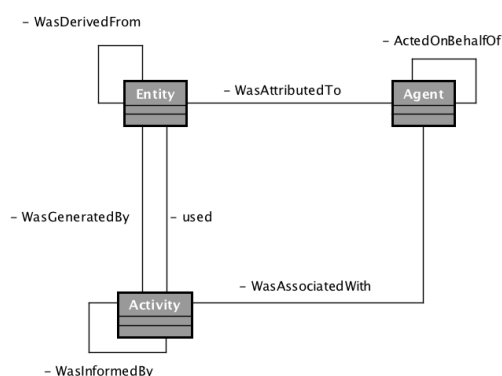 - WasDerivedFrom
- ActedOnBehalfOf
Entity
- WasAttributedTo
Agent
- WasGeneratedBy
- used
- WasAssociatedWith
Activity
- WasInformedBy